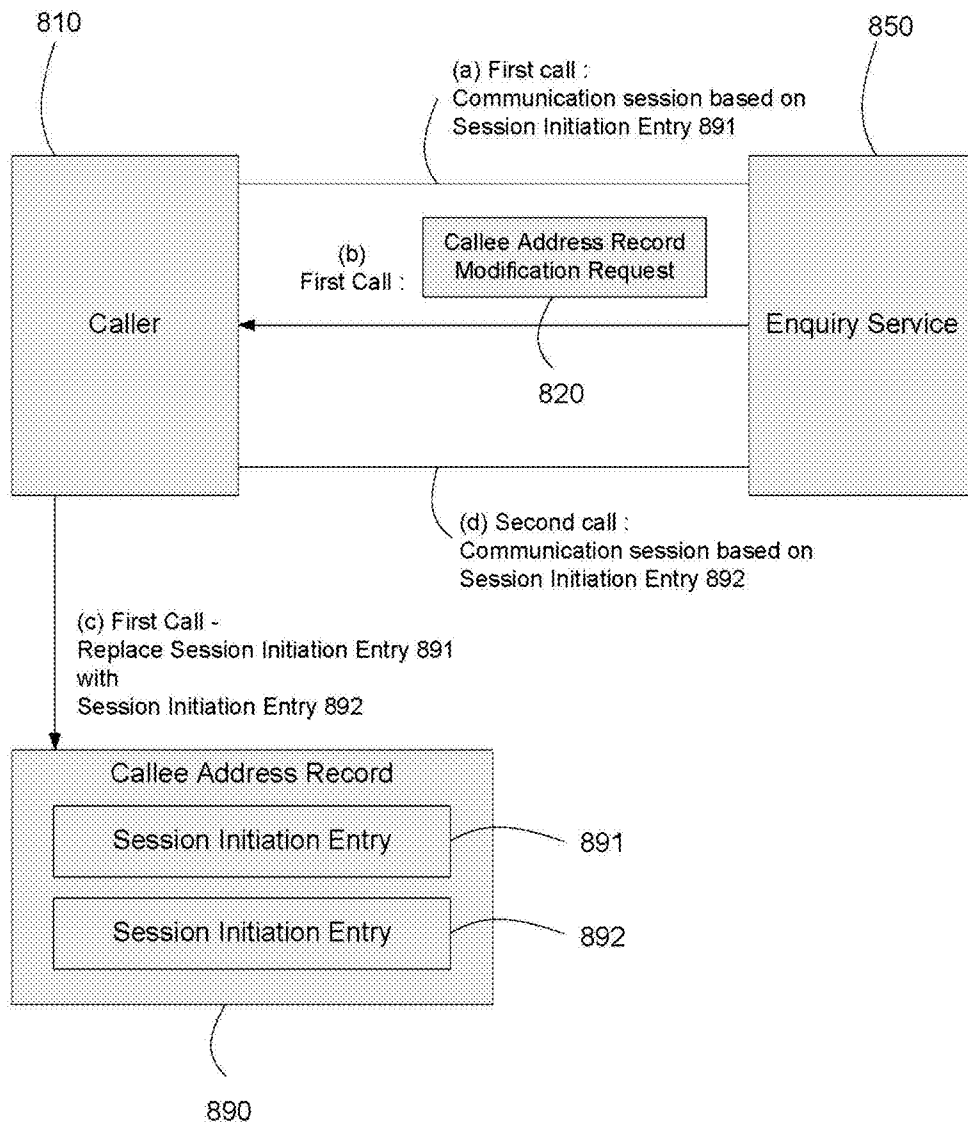 810
850
(a) First call :
Communication session based on
Session Initiation Entry 891
(b)
First Call :
Callee Address Record
Modification Request
Caller
Enquiry Service
820
(d) Second call :
Communication session based on
Session Initiation Entry 892
(c) First Call -
Replace Session Initiation Entry 891
with
Session Initiation Entry 892
Callee Address Record
Session Initiation Entry
891
Session Initiation Entry
892
890